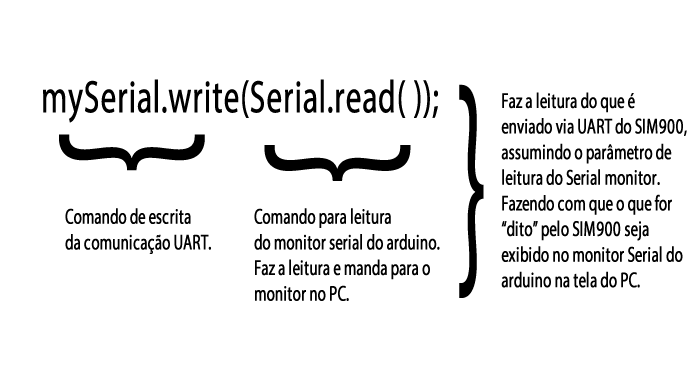 mySerial.write(Serial.read( ));
Comando de escrita
da comunicação UART.
Comando para leitura
do monitor serial do arduino.
Faz a leitura e manda para o
monitor no PC.
Faz a leitura do que é
enviado via UART do SIM900,
assumindo o parâmetro de
leitura do Serial monitor.
Fazendo com que o que for
“dito” pelo SIM900 seja
exibido no monitor Serial do
arduino na tela do PC.